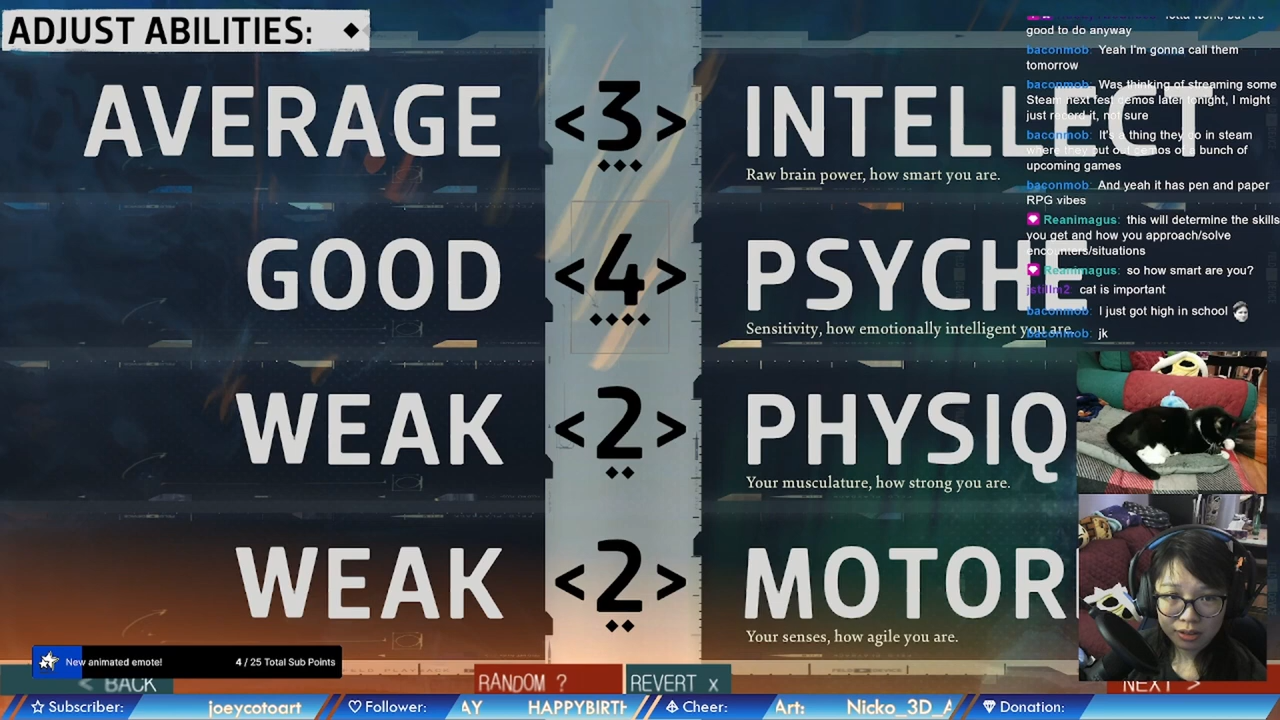 ADJUST ABILITIES:
AVERAGE <3> INTELLECT
Raw brain power, how smart you are.
GOOD <4> PSYCHE
Sensitivity, how emotionally intelligent you are.
WEAK <2> PHYSIQ
Your musculature, how strong you are.
WEAK <2> MOTOR
Your senses, how agile you are.
good to do anyway
baconmob: Yeah I'm gonna call them
tomorrow
baconmob: Was thinking of streaming some
Steam next fest demos later tonight, I might
just record it, not sure
baconmob: It's a thing they do in steam
where they put out demos of a bunch of
upcoming games
baconmob: And yeah it has pen and paper
RPG vibes
Reanimagus: this will determine the skills
you get and how you approach/solve
encounters/situations
Reanimagus: so how smart are you?
jstillm2: cat is important
baconmob: I just got high in school
baconmob: jk
New animated emote! 4 / 25 Total Sub Points
< BACK
RANDOM ?
REVERT x
NEXT >
Subscriber: joeycotoart
Follower: AY HAPPYBIRTH
Cheer: Art: Nicko_3D_A
Donation: